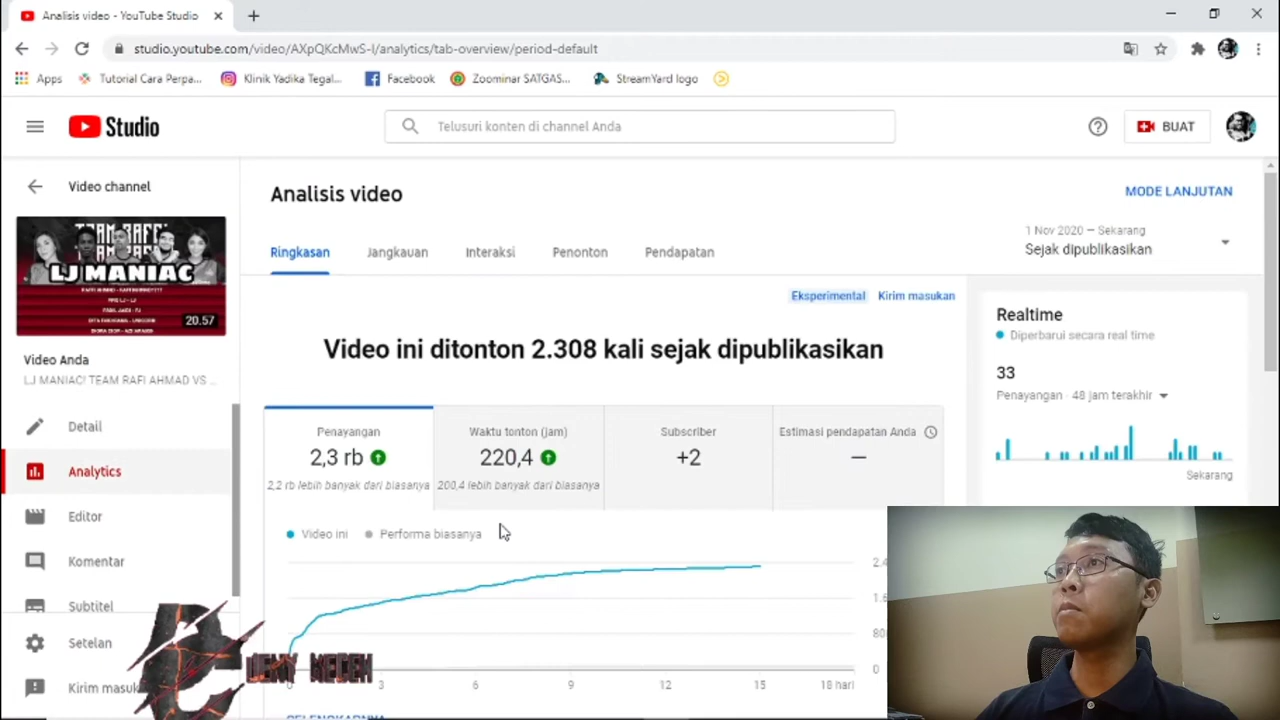 Analisis video - YouTube Studio
studio.youtube.com/video/AXpQKcMwS-I/analytics/tab-overview/period-default
Apps
Tutorial Cara Perpa...
Klinik Yadika Tegal...
Facebook
Zoominar SATGAS...
StreamYard logo
Studio
Telusuri konten di channel Anda
BUAT
Video channel
LJ MANIAC
20.57
Video Anda
LJ MANIAC! TEAM RAFI AHMAD VS ...
Detail
Analytics
Editor
Komentar
Subtitel
Setelan
Kirim masuk
Analisis video
MODE LANJUTAN
Ringkasan
Jangkauan
Interaksi
Penonton
Pendapatan
1 Nov 2020 – Sekarang
Sejak dipublikasikan
Eksperimental
Kirim masukan
Video ini ditonton 2.308 kali sejak dipublikasikan
Penayangan
2,3 rb
2,2 rb lebih banyak dari biasanya
Waktu tonton (jam)
220,4
200,4 lebih banyak dari biasanya
Subscriber
+2
Estimasi pendapatan Anda
—
Video ini
Performa biasanya
0
3
6
9
12
15
18 hari
Realtime
Diperbarui secara real time
33
Penayangan · 48 jam terakhir
Sekarang
DENY KECEH